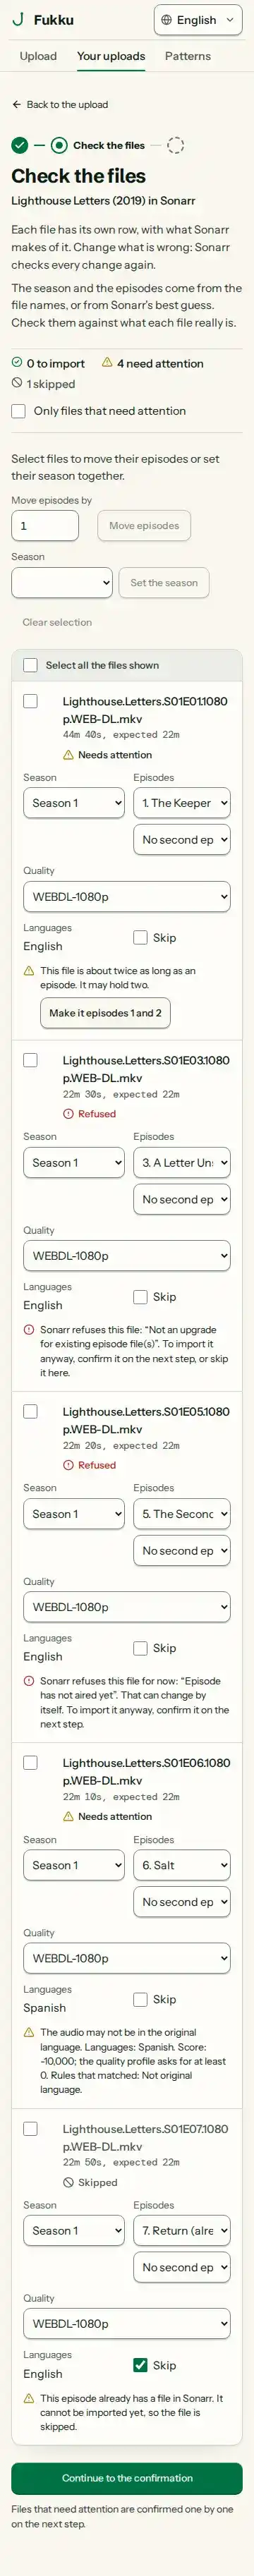 Fukku
English
Upload
Your uploads
Patterns
Back to the upload
Check the files
Check the files
Lighthouse Letters (2019) in Sonarr
Each file has its own row, with what Sonarr
makes of it. Change what is wrong: Sonarr
checks every change again.
The season and the episodes come from the
file names, or from Sonarr's best guess.
Check them against what each file really is.
0 to import
4 need attention
1 skipped
Only files that need attention
Select files to move their episodes or set
their season together.
Move episodes by
1
Move episodes
Season
Set the season
Clear selection
Select all the files shown
Lighthouse.Letters.S01E01.1080
p.WEB-DL.mkv
44m 40s, expected 22m
Needs attention
Season
Episodes
Season 1
1. The Keeper
No second ep
Quality
WEBDL-1080p
Languages
English
Skip
This file is about twice as long as an
episode. It may hold two.
Make it episodes 1 and 2
Lighthouse.Letters.S01E03.1080
p.WEB-DL.mkv
22m 30s, expected 22m
Refused
Season
Episodes
Season 1
3. A Letter Uns
No second ep
Quality
WEBDL-1080p
Languages
English
Skip
Sonarr refuses this file: “Not an upgrade
for existing episode file(s)”. To import it
anyway, confirm it on the next step, or skip
it here.
Lighthouse.Letters.S01E05.1080
p.WEB-DL.mkv
22m 20s, expected 22m
Refused
Season
Episodes
Season 1
5. The Second
No second ep
Quality
WEBDL-1080p
Languages
English
Skip
Sonarr refuses this file for now: “Episode
has not aired yet”. That can change by
itself. To import it anyway, confirm it on the
next step.
Lighthouse.Letters.S01E06.1080
p.WEB-DL.mkv
22m 10s, expected 22m
Needs attention
Season
Episodes
Season 1
6. Salt
No second ep
Quality
WEBDL-1080p
Languages
Spanish
Skip
The audio may not be in the original
language. Languages: Spanish. Score:
-10,000; the quality profile asks for at least
0. Rules that matched: Not original
language.
Lighthouse.Letters.S01E07.1080
p.WEB-DL.mkv
22m 50s, expected 22m
Skipped
Season
Episodes
Season 1
7. Return (alre
No second ep
Quality
WEBDL-1080p
Languages
English
Skip
This episode already has a file in Sonarr. It
cannot be imported yet, so the file is
skipped.
Continue to the confirmation
Files that need attention are confirmed one by one
on the next step.